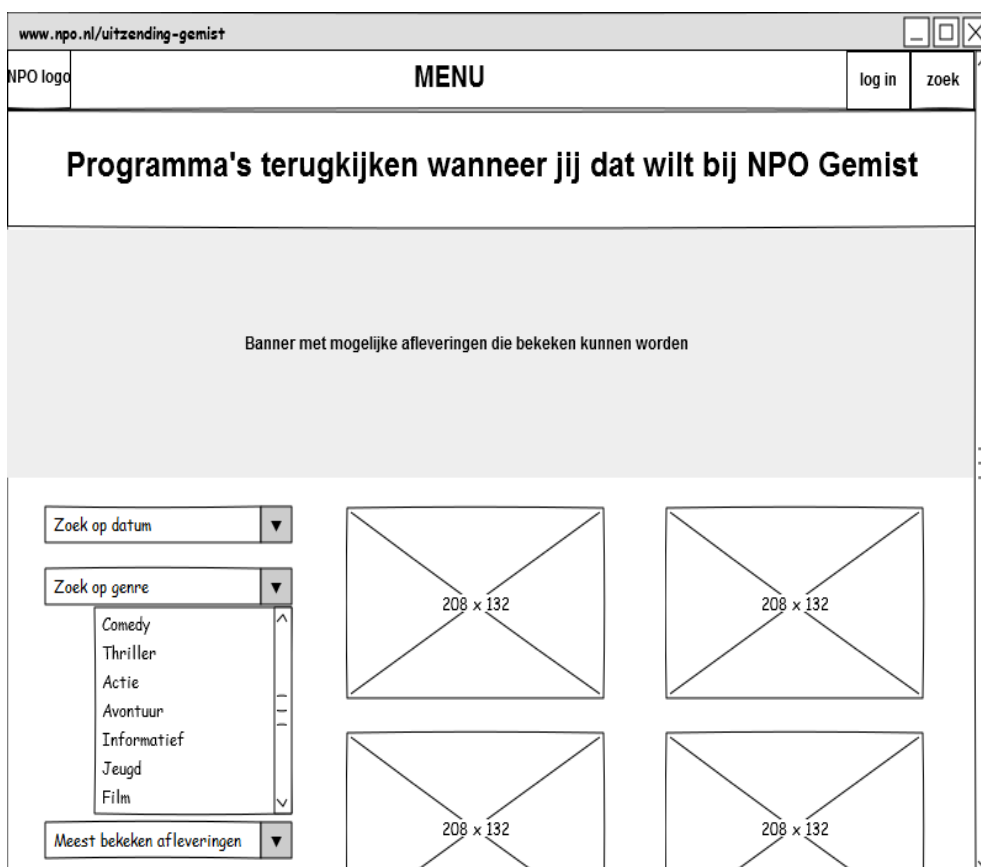 www.npo.nl/uitzending-gemist
NPO logo
MENU
log in
zoek
Programma's terugkijken wanneer jij dat wilt bij NPO Gemist
Banner met mogelijke afleveringen die bekeken kunnen worden
Zoek op datum
Zoek op genre
Comedy
Thriller
Actie
Avontuur
Informatief
Jeugd
Film
Meest bekeken afleveringen
208 x 132
208 x 132
208 x 132
208 x 132